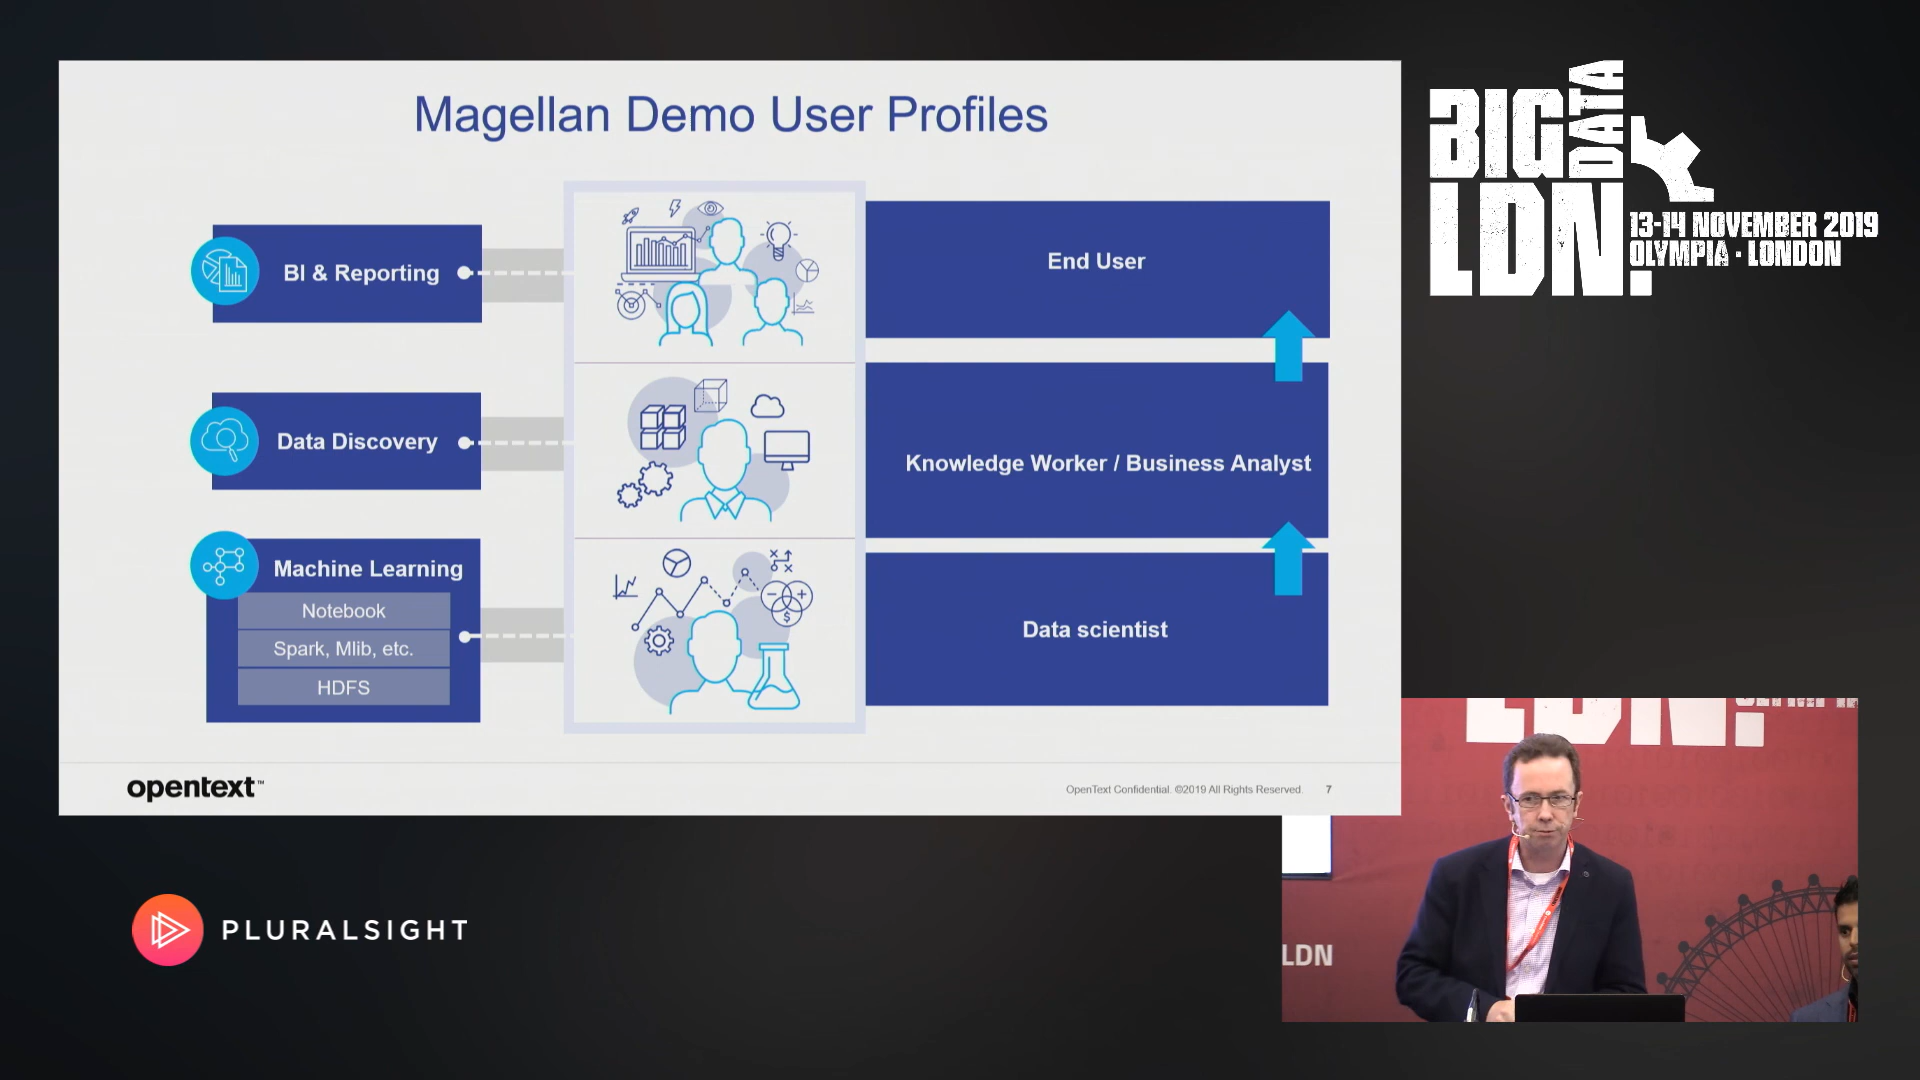 Magellan Demo User Profiles
BI & Reporting
End User
Data Discovery
Knowledge Worker / Business Analyst
Machine Learning
Notebook
Spark, Mlib, etc.
HDFS
Data scientist
opentext™
OpenText Confidential. ©2019 All Rights Reserved. 7
BIG DATA
LDN.
13-14 NOVEMBER 2019
OLYMPIA · LONDON
PLURALSIGHT
LDN.
LDN